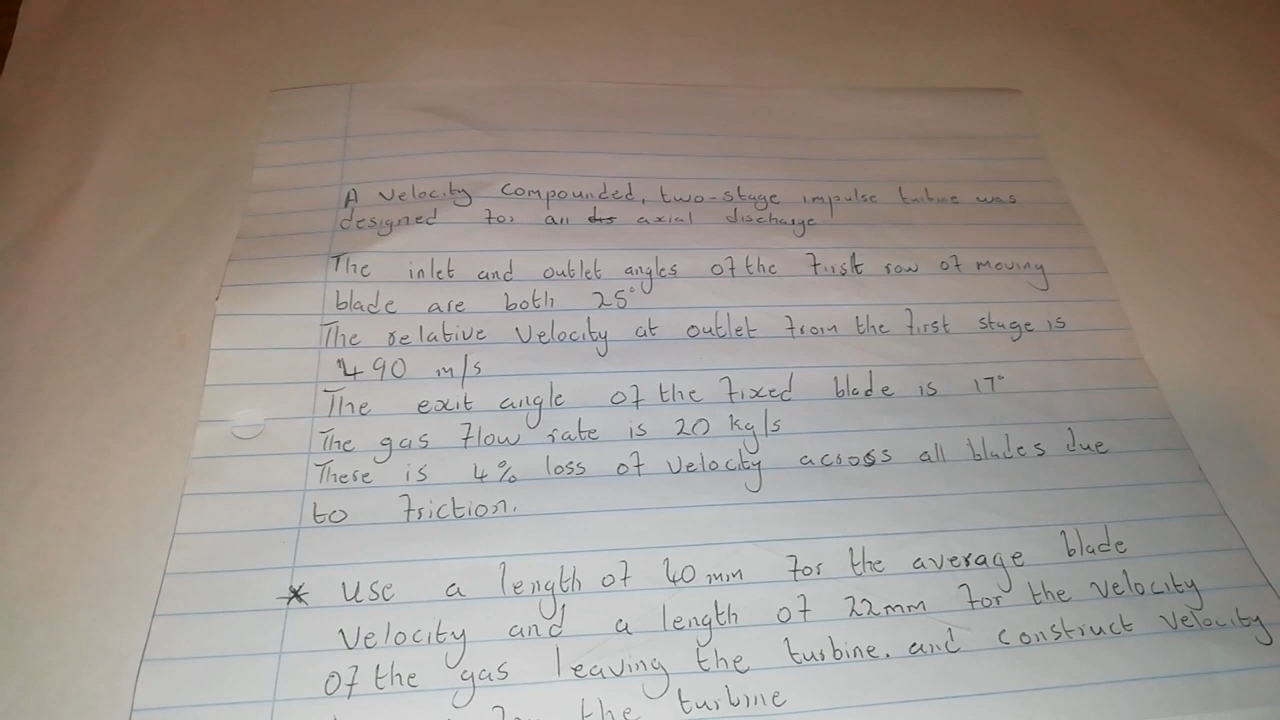 A velocity compounded, two-stage impulse turbine was
designed for an axial discharge
The inlet and outlet angles of the first row of moving
blade are both 25°
The relative velocity at outlet from the first stage is
490 m/s
The exit angle of the fixed blade is 17°
The gas flow rate is 20 kg/s
There is 4% loss of velocity across all blades due
to friction.
* Use a length of 40 mm for the average blade
velocity and a length of 22mm for the velocity
of the gas leaving the turbine. and construct velocity
the turbine